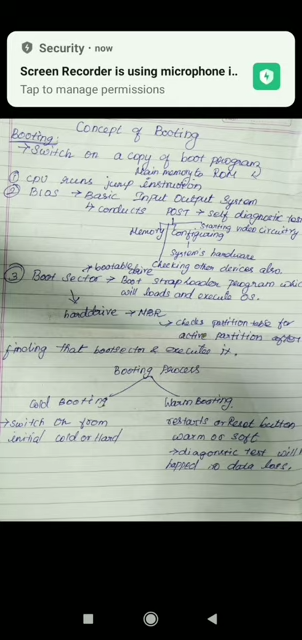 Security · now
Screen Recorder is using microphone i..
Tap to manage permissions
Concept of Booting
Booting:
→ Switch on a copy of boot program
Main memory to ROM
① CPU runs jump instruction
② BIOS → Basic Input Output System
↳ conducts POST → self diagnostic test
Starting video circuitry
Memory Configuring
System's hardware
checking other devices also
→ bootable drive
③ Boot Sector → Boot strap loader program which
will loads and execute OS.
harddrive → MBR
↳ checks partition table for
active partition after
finding that bootsector & executes it.
Booting Process
Cold Booting Warm Booting
→ Switch on from restarts or Reset button
initial cold or Hard warm or soft
→ diagonstic test will
happed no data loss.